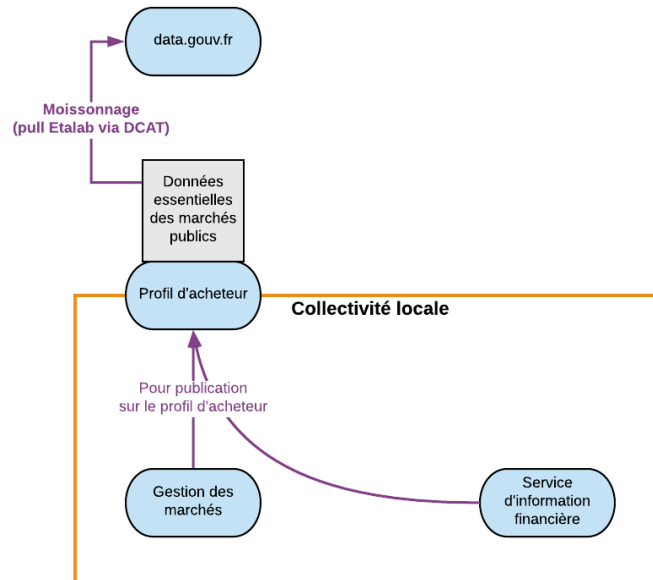 data.gouv.fr
Moissonnage
(pull Etalab via DCAT)
Données
essentielles
des marchés
publics
Profil d'acheteur
Collectivité locale
Pour publication
sur le profil d'acheteur
Gestion des
marchés
Service
d'information
financière